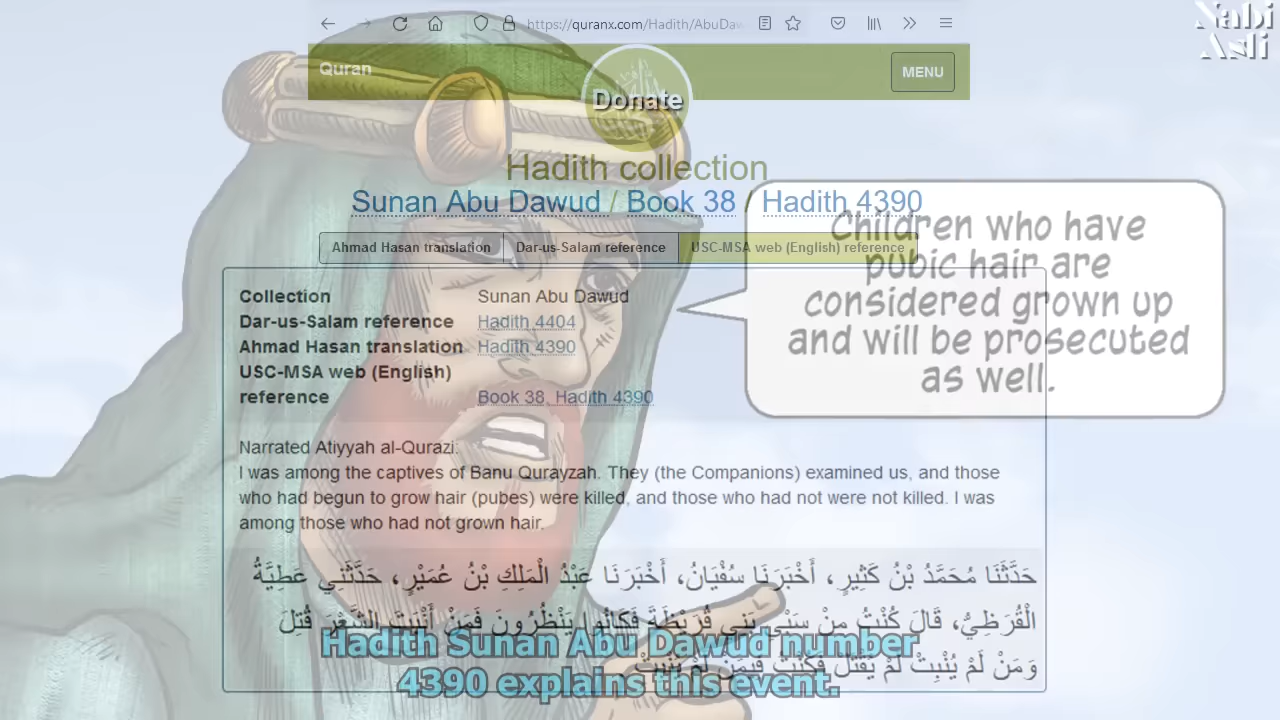 https://quranx.com/Hadith/AbuDaw
Nabi
Asli
Quran
MENU
Donate
Hadith collection
Sunan Abu Dawud / Book 38 / Hadith 4390
Ahmad Hasan translation
Dar-us-Salam reference
USC-MSA web (English) reference
Children who have
pubic hair are
considered grown up
and will be prosecuted
as well.
Collection Sunan Abu Dawud
Dar-us-Salam reference Hadith 4404
Ahmad Hasan translation Hadith 4390
USC-MSA web (English)
reference Book 38, Hadith 4390
Narrated Atiyyah al-Qurazi:
I was among the captives of Banu Qurayzah. They (the Companions) examined us, and those
who had begun to grow hair (pubes) were killed, and those who had not were not killed. I was
among those who had not grown hair.
حَدَّثَنَا مُحَمَّدُ بْنُ كَثِيرٍ، أَخْبَرَنَا سُفْيَانُ، أَخْبَرَنَا عَبْدُ الْمَلِكِ بْنُ عُمَيْرٍ، حَدَّثَنِي عَطِيَّةُ
الْقُرَظِيُّ، قَالَ كُنْتُ مِنْ سَبْىِ بَنِي قُرَيْظَةَ فَكَانُوا يَنْظُرُونَ فَمَنْ أَنْبَتَ الشَّعْرَ قُتِلَ
وَمَنْ لَمْ يُنْبِتْ لَمْ يُقْتَلْ فَكُنْتُ فِيمَنْ لَمْ يُنْبِتْ
Hadith Sunan Abu Dawud number
4390 explains this event.